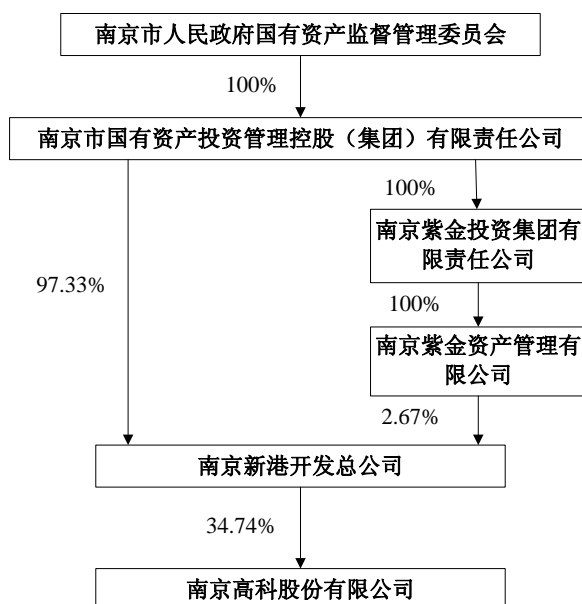 南京市人民政府国有资产监督管理委员会
100%
南京市国有资产投资管理控股（集团）有限责任公司
100%
南京紫金投资集团有
限责任公司
97.33%
100%
南京紫金资产管理有
限公司
2.67%
南京新港开发总公司
34.74%
南京高科股份有限公司